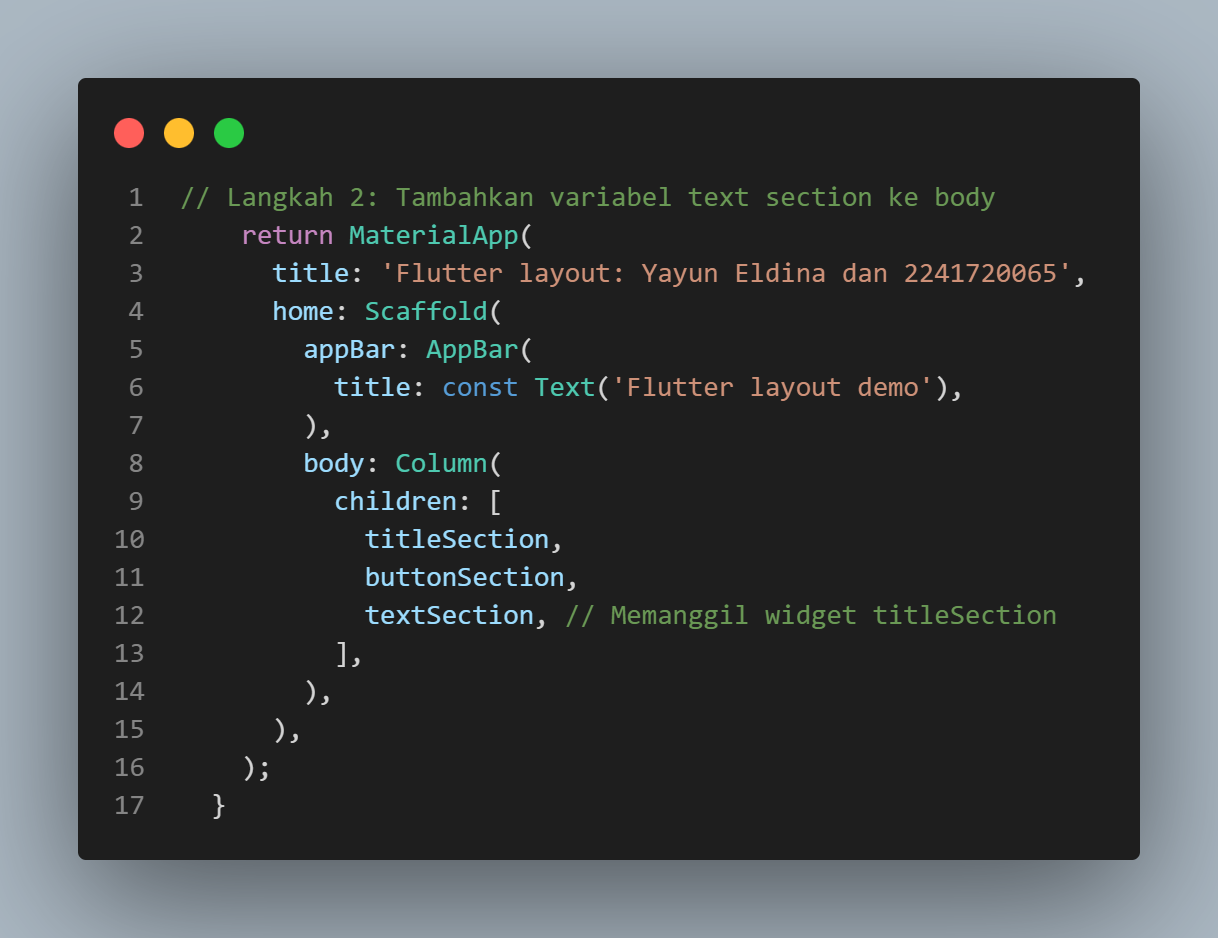 1 // Langkah 2: Tambahkan variabel text section ke body
2     return MaterialApp(
3       title: 'Flutter layout: Yayun Eldina dan 2241720065',
4       home: Scaffold(
5         appBar: AppBar(
6           title: const Text('Flutter layout demo'),
7         ),
8         body: Column(
9           children: [
10             titleSection,
11             buttonSection,
12             textSection, // Memanggil widget titleSection
13           ],
14         ),
15       ),
16     );
17   }